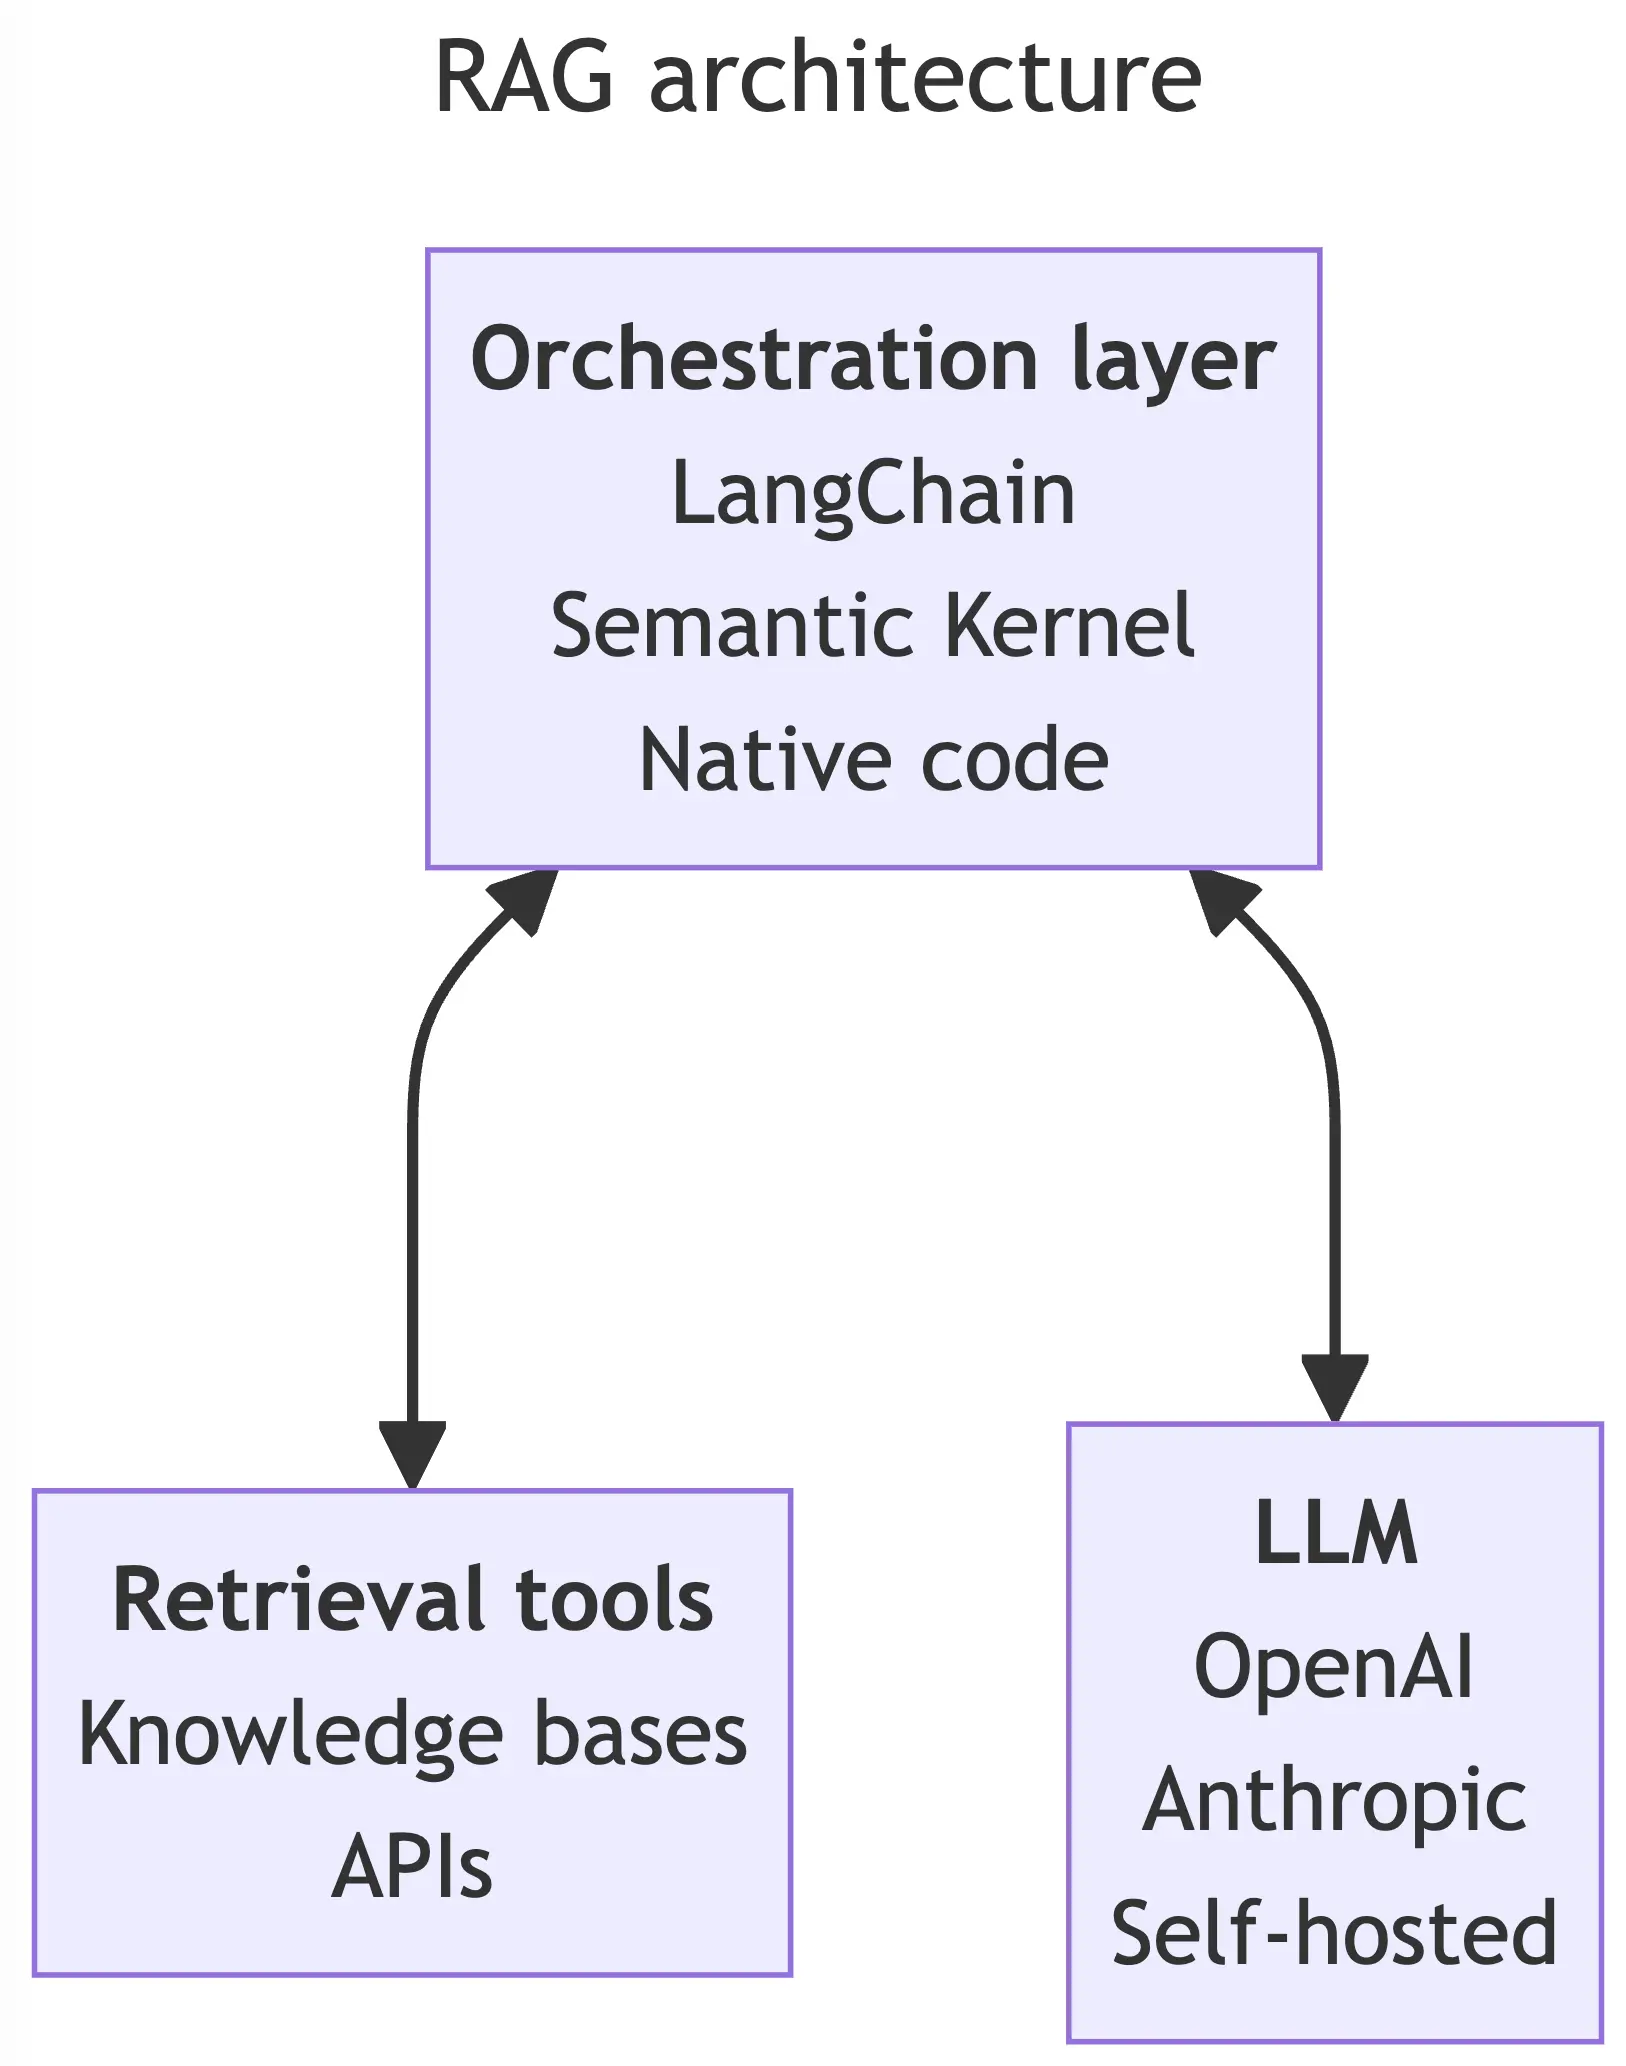 RAG architecture
Orchestration layer
LangChain
Semantic Kernel
Native code
Retrieval tools
Knowledge bases
APIs
LLM
OpenAI
Anthropic
Self-hosted